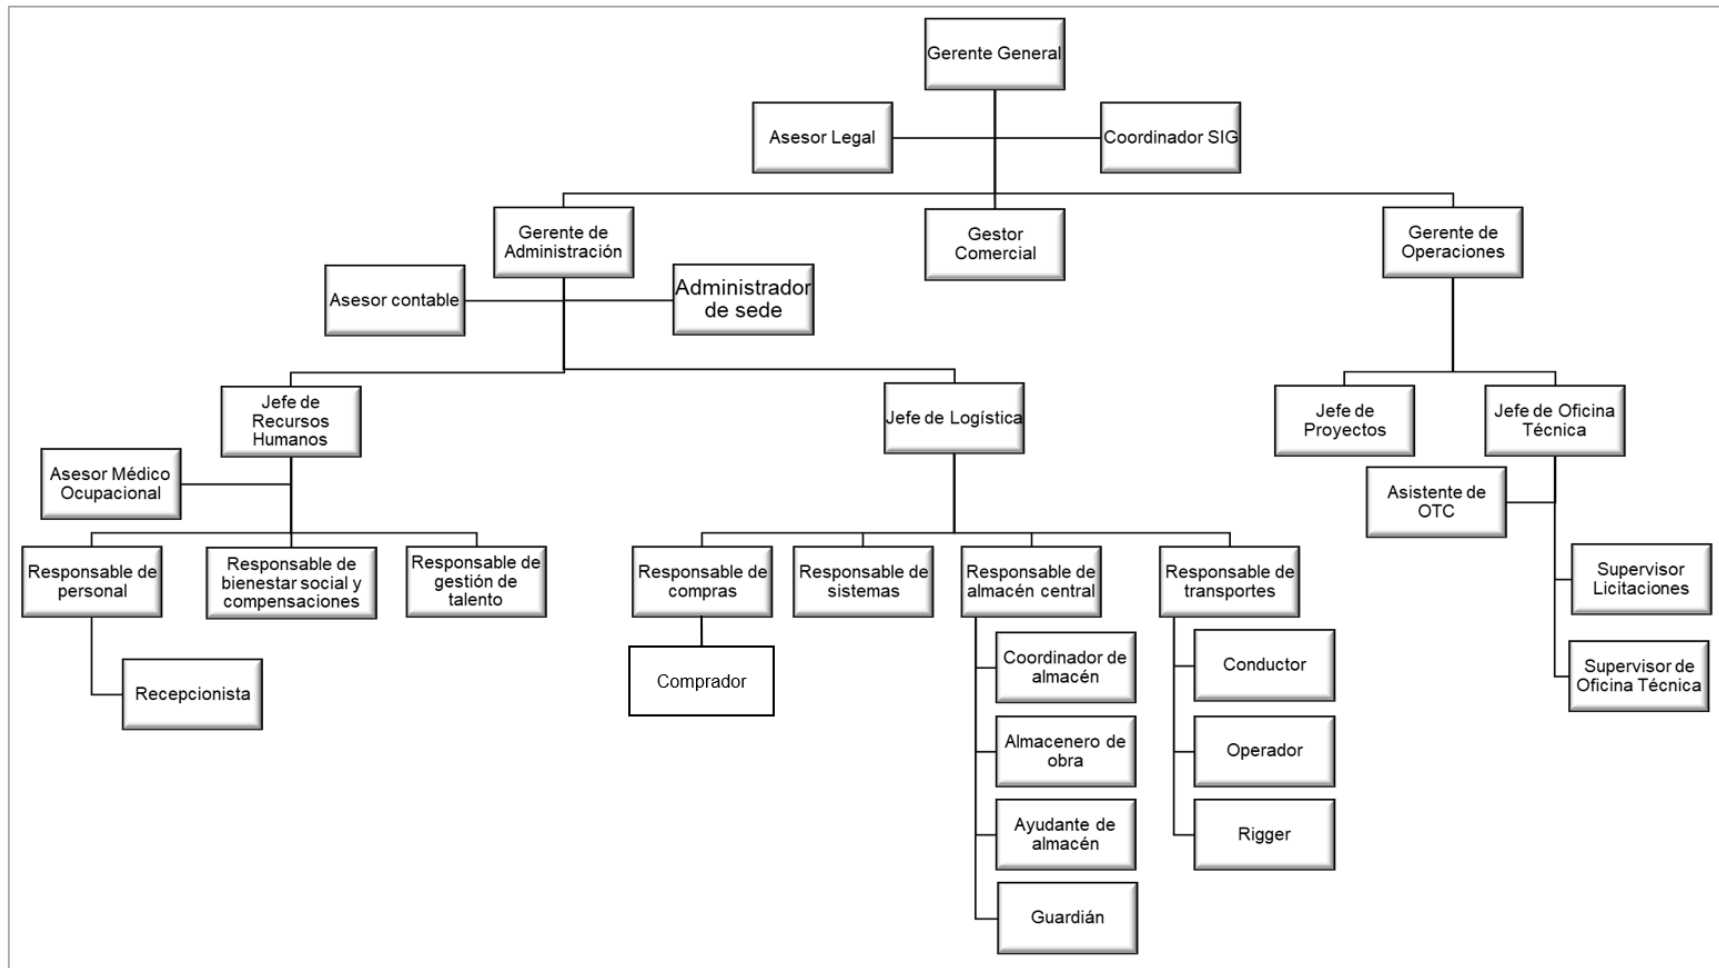 Gerente General
Asesor Legal
Coordinador SIG
Gerente de
Administración
Gestor
Comercial
Gerente de
Operaciones
Asesor contable
Administrador
de sede
Jefe de
Recursos
Humanos
Jefe de Logística
Jefe de
Proyectos
Jefe de Oficina
Técnica
Asesor Médico
Ocupacional
Asistente de
OTC
Responsable de
personal
Responsable de
bienestar social y
compensaciones
Responsable de
gestión de
talento
Responsable de
compras
Responsable de
sistemas
Responsable de
almacén central
Responsable de
transportes
Supervisor
Licitaciones
Recepcionista
Comprador
Coordinador de
almacén
Conductor
Supervisor de
Oficina Técnica
Almacenero de
obra
Operador
Ayudante de
almacén
Rigger
Guardián